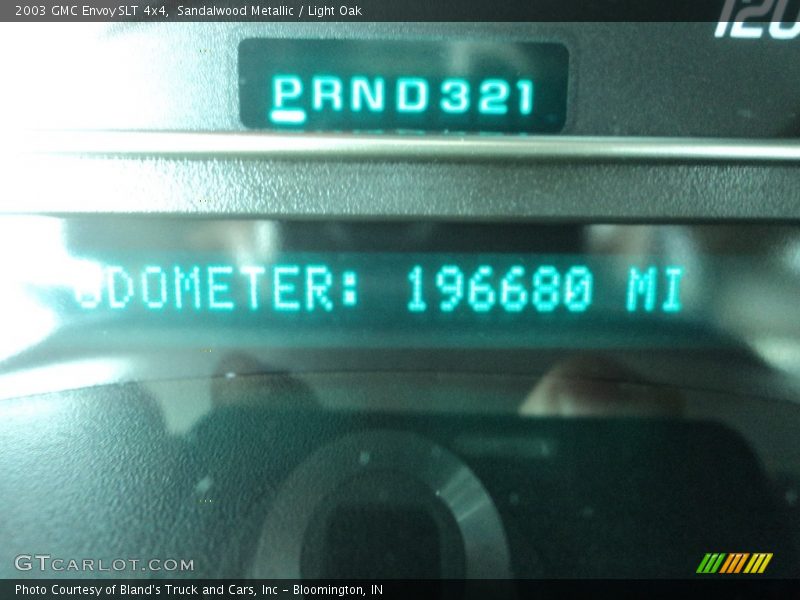 2003 GMC Envoy SLT 4x4, Sandalwood Metallic / Light Oak
120
PRND321
ODOMETER: 196680 MI
GTCARLOT.COM
Photo Courtesy of Bland's Truck and Cars, Inc - Bloomington, IN